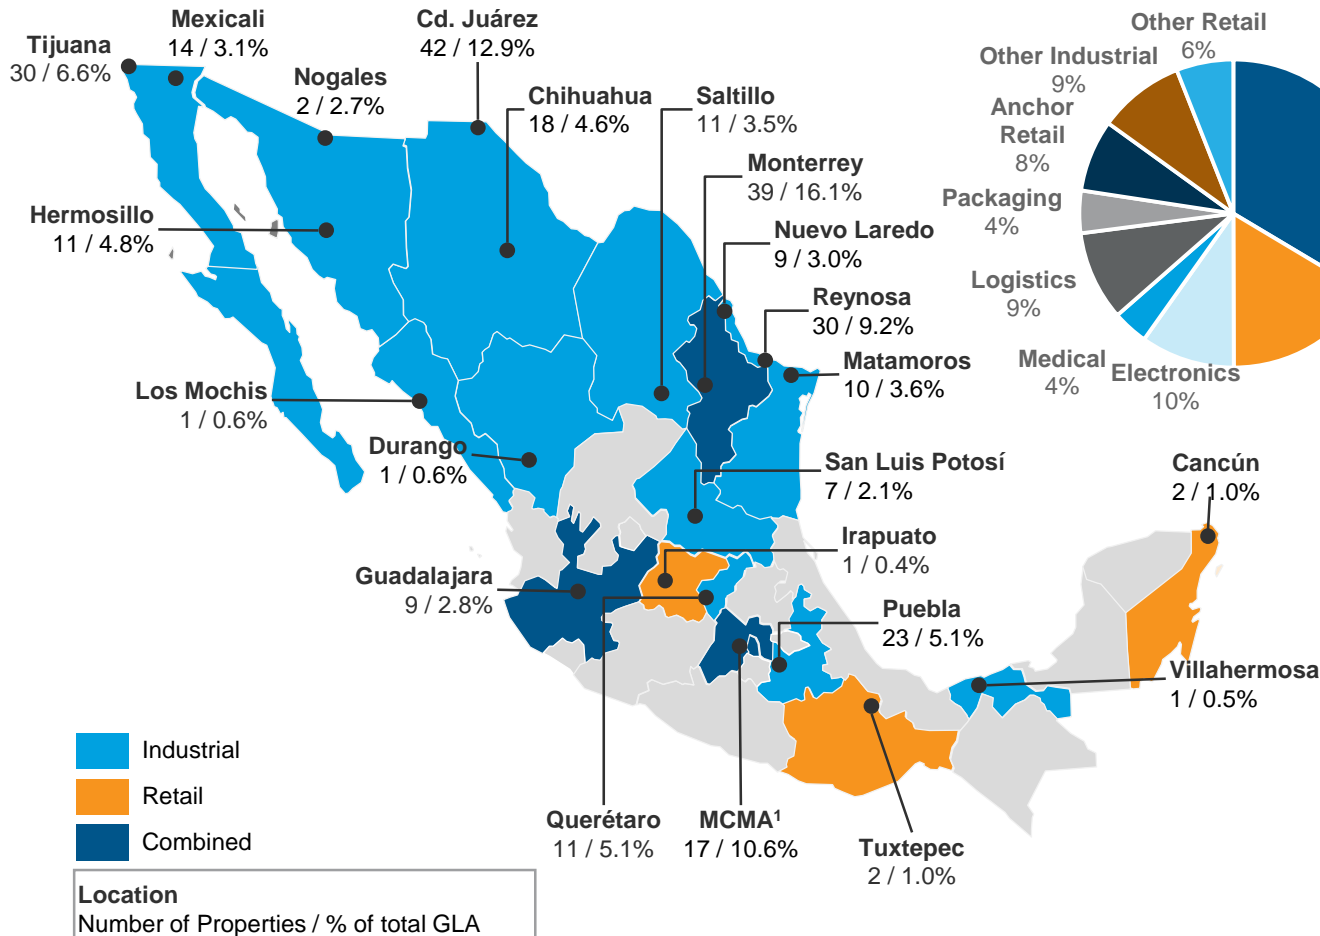 Mexicali
14 / 3.1%
Cd. Juárez
42 / 12.9%
Tijuana
30 / 6.6%
Nogales
2 / 2.7%
Chihuahua
18 / 4.6%
Saltillo
11 / 3.5%
Monterrey
39 / 16.1%
Hermosillo
11 / 4.8%
Nuevo Laredo
9 / 3.0%
Reynosa
30 / 9.2%
Matamoros
10 / 3.6%
Los Mochis
1 / 0.6%
Durango
1 / 0.6%
San Luis Potosí
7 / 2.1%
Cancún
2 / 1.0%
Irapuato
1 / 0.4%
Guadalajara
9 / 2.8%
Puebla
23 / 5.1%
Villahermosa
1 / 0.5%
Querétaro
11 / 5.1%
MCMA¹
17 / 10.6%
Tuxtepec
2 / 1.0%
Other Retail
6%
Other Industrial
9%
Anchor
Retail
8%
Packaging
4%
Logistics
9%
Medical
4%
Electronics
10%
Industrial
Retail
Combined
Location
Number of Properties / % of total GLA